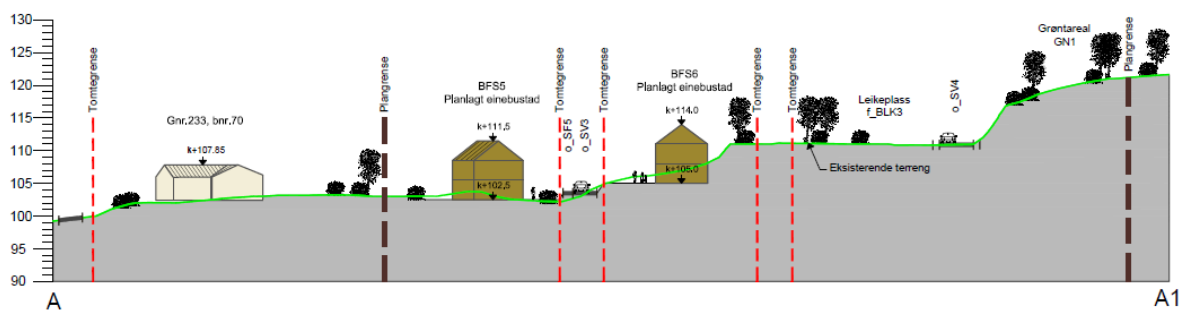 130
125
120
115
110
105
100
95
90
A
Tomtegrense
Gnr.233, bnr.70
k+107.85
Plangrense
BFS5
Planlagt einebustad
k+111,5
k+102,5
Tomtegrense
o_SF5
o_SV3
Tomtegrense
BFS6
Planlagt einebustad
k+114.0
k+105.0
Tomtegrense
Tomtegrense
Eksisterende terreng
Leikeplass
f_BLK3
o_SV4
Grøntareal
GN1
Plangrense
A1